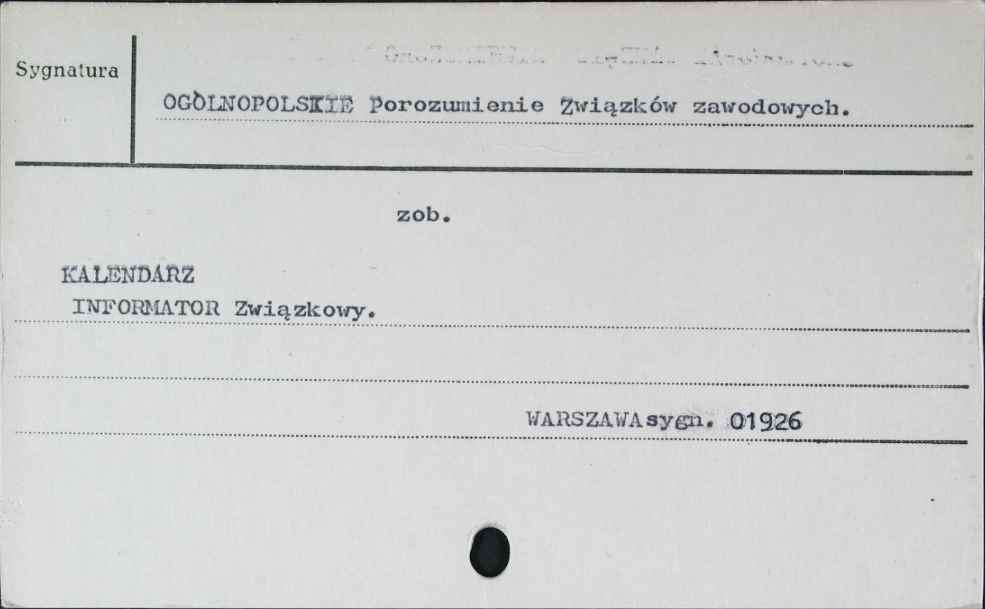 Sygnatura
OGÓLNOPOLSKIE Porozumienie Związków zawodowych.
zob.
KALENDARZ
INFORMATOR Związkowy.
WARSZAWA sygn. 01926